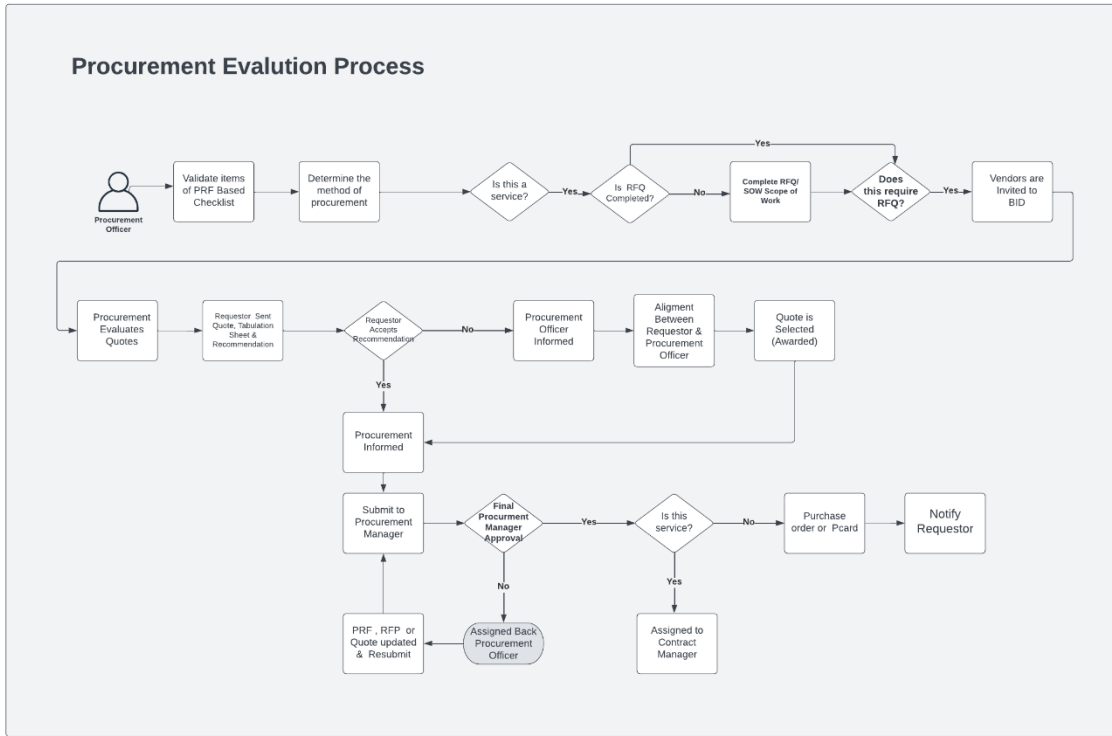 Procurement Evalution Process
Yes
Procurement
Officer
Validate items
of PRF Based
Checklist
Determine the
method of
procurement
Is this a
service?
Yes
Is RFQ
Completed?
No
Complete RFQ/
SOW Scope of
Work
Does
this require
RFQ?
Yes
Vendors are
Invited to
BID
Procurement
Evaluates
Quotes
Requestor Sent
Quote, Tabulation
Sheet &
Recommendation
Requestor
Accepts
Recommendation
No
Procurement
Officer
Informed
Aligment
Between
Requestor &
Procurement
Officer
Quote is
Selected
(Awarded)
Yes
Procurement
Informed
Submit to
Procurement
Manager
Final
Procurment
Manager
Approval
Yes
Is this
service?
No
Purchase
order or Pcard
Notify
Requestor
No
Yes
PRF , RFP or
Quote updated
& Resubmit
Assigned Back
Procurement
Officer
Assigned to
Contract
Manager